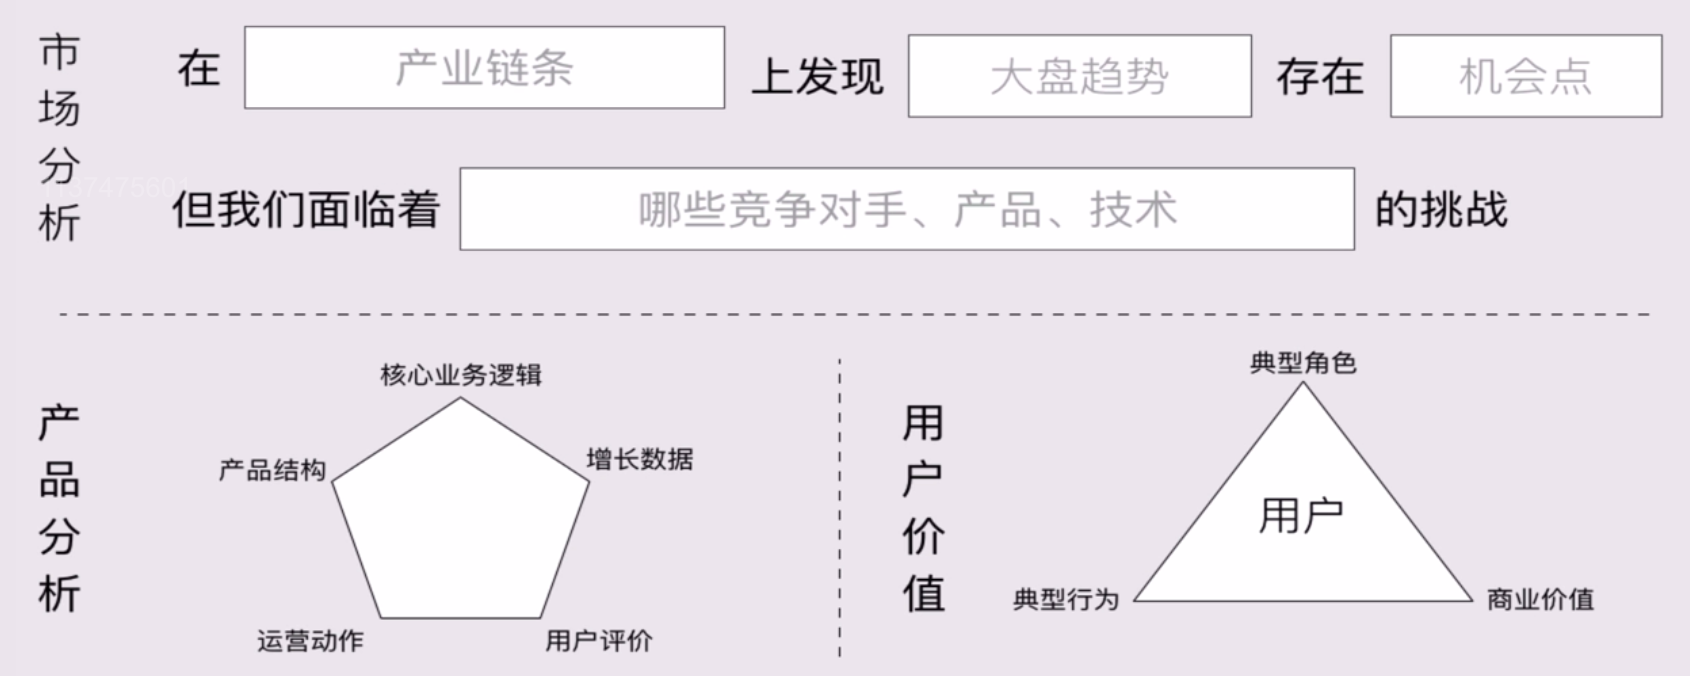 市场分析
在 产业链条 上发现 大盘趋势 存在 机会点
但我们面临着 哪些竞争对手、产品、技术 的挑战
产品分析
核心业务逻辑
产品结构
增长数据
运营动作
用户评价
用户价值
典型角色
用户
典型行为
商业价值